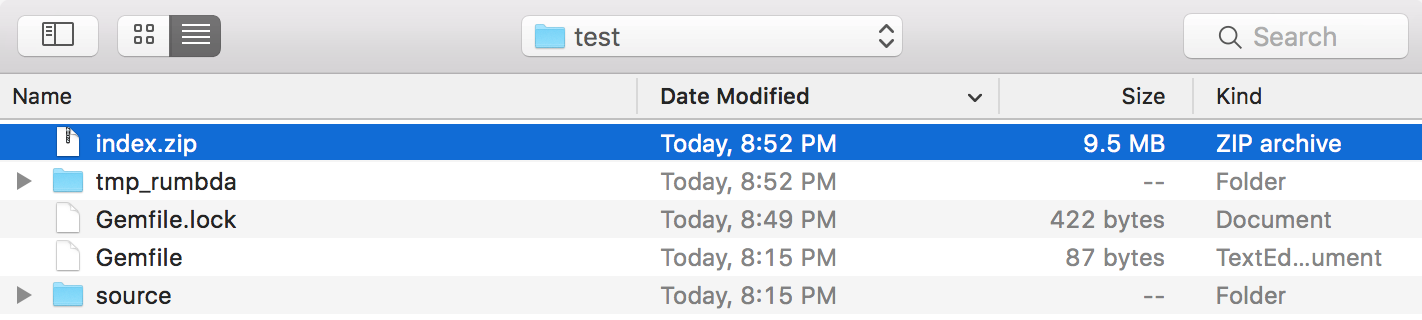 test Search
Name Date Modified Size Kind
index.zip Today, 8:52 PM 9.5 MB ZIP archive
tmp_rumbda Today, 8:52 PM -- Folder
Gemfile.lock Today, 8:49 PM 422 bytes Document
Gemfile Today, 8:15 PM 87 bytes TextEd...ument
source Today, 8:15 PM -- Folder